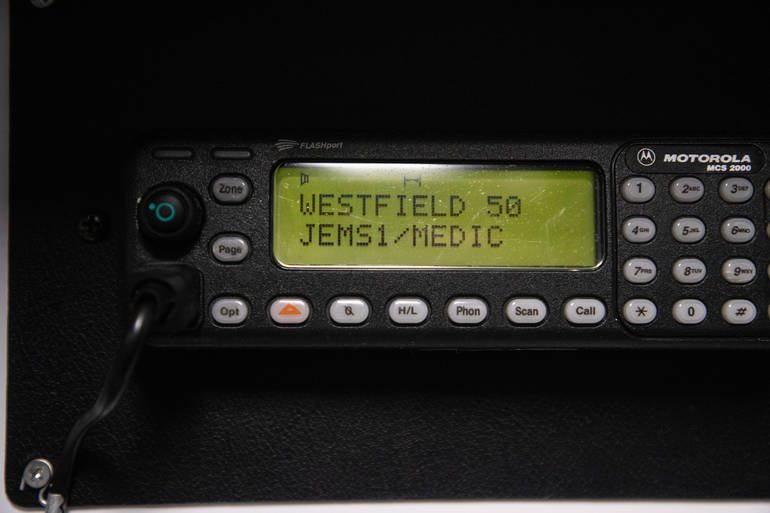 FLASHport
MOTOROLA
MCS 2000
Zone
WESTFIELD 50
1 2ABC 3DEF
Page
JEMS1/MEDIC
4GHI 5JKL 6MNO
7PRS 8TUV 9WXY
Opt H/L Phon Scan Call
* 0 #